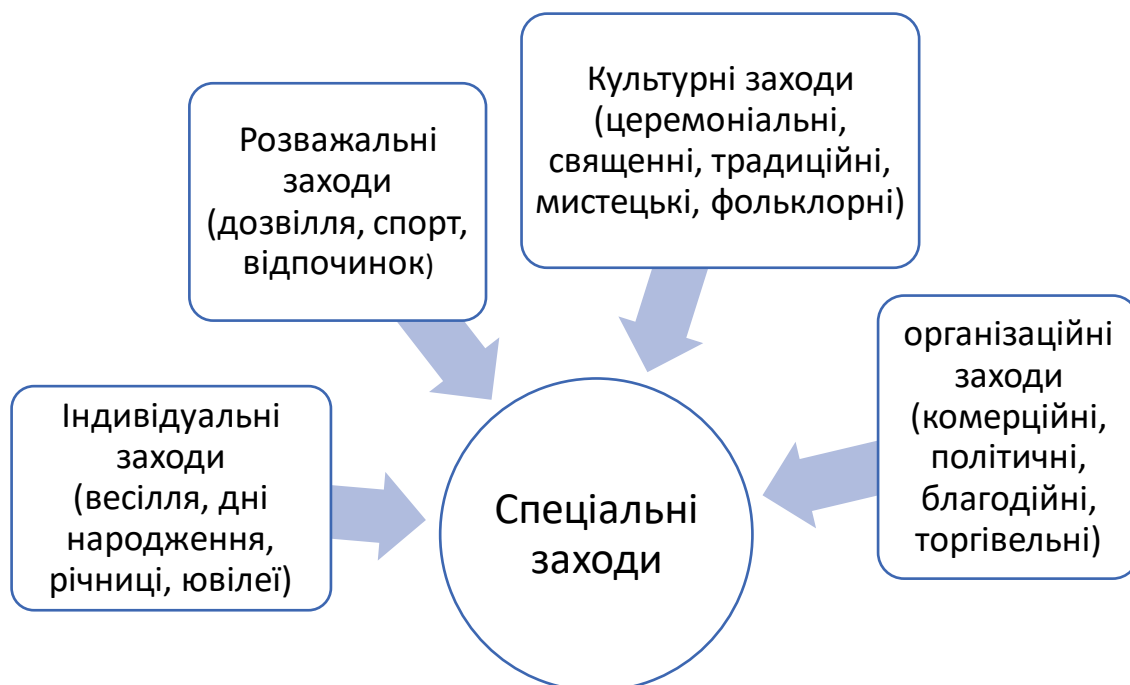 Культурні заходи
(церемоніальні,
священні, традиційні,
мистецькі, фольклорні)
Розважальні
заходи
(дозвілля, спорт,
відпочинок)
організаційні
заходи
(комерційні,
політичні,
благодійні,
торгівельні)
Індивідуальні
заходи
(весілля, дні
народження,
річниці, ювілеї)
Спеціальні
заходи